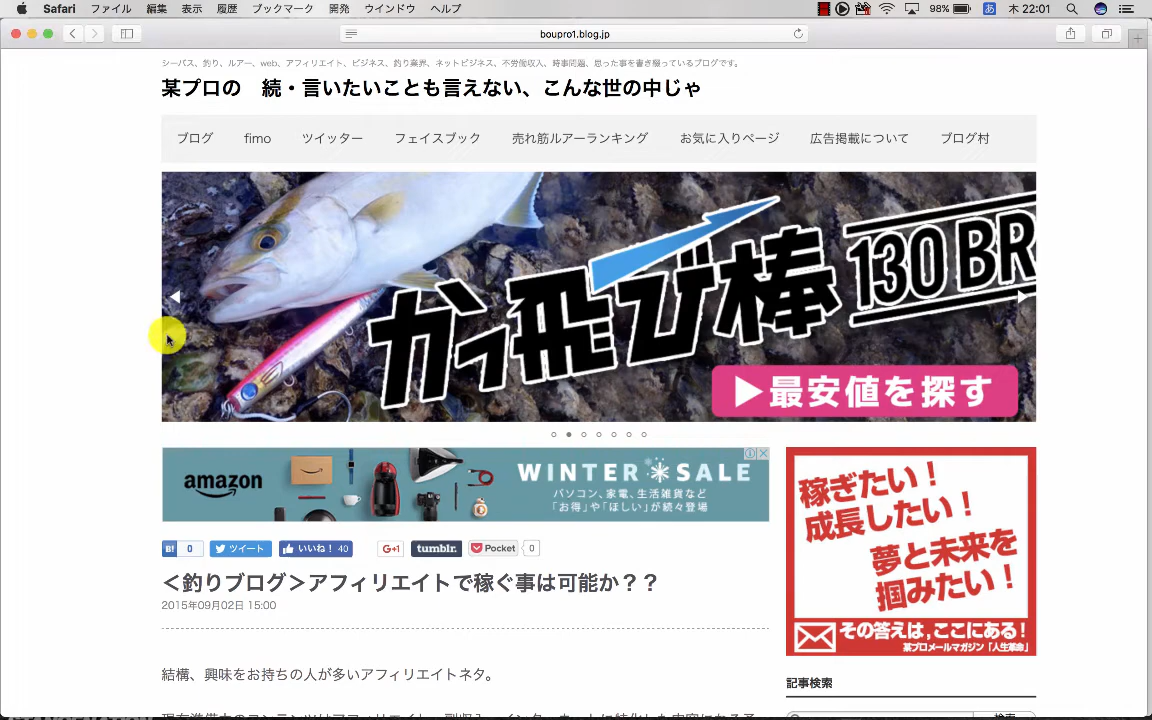 Safari ファイル 編集 表示 履歴 ブックマーク 開発 ウインドウ ヘルプ 98% あ 木 22:01
boupro1.blog.jp
シーバス、釣り、ルアー、web、アフィリエイト、ビジネス、釣り業界、ネットビジネス、不労働収入、時事問題、思った事を書き綴っているブログです。
某プロの 続・言いたいことも言えない、こんな世の中じゃ
ブログ fimo ツイッター フェイスブック 売れ筋ルアーランキング お気に入りページ 広告掲載について ブログ村
かっ飛び棒 130 BR
▶最安値を探す
amazon
WINTER SALE
パソコン、家電、生活雑貨など
「お得」や「ほしい」が続々登場
稼ぎたい！
成長したい！
夢と未来を
掴みたい！
その答えは、ここにある！
某プロメールマガジン「人生革命」
B! 0 ツイート いいね！ 40 G+1 tumblr. Pocket 0
＜釣りブログ＞アフィリエイトで稼ぐ事は可能か？？
2015年09月02日 15:00
結構、興味をお持ちの人が多いアフィリエイトネタ。
記事検索